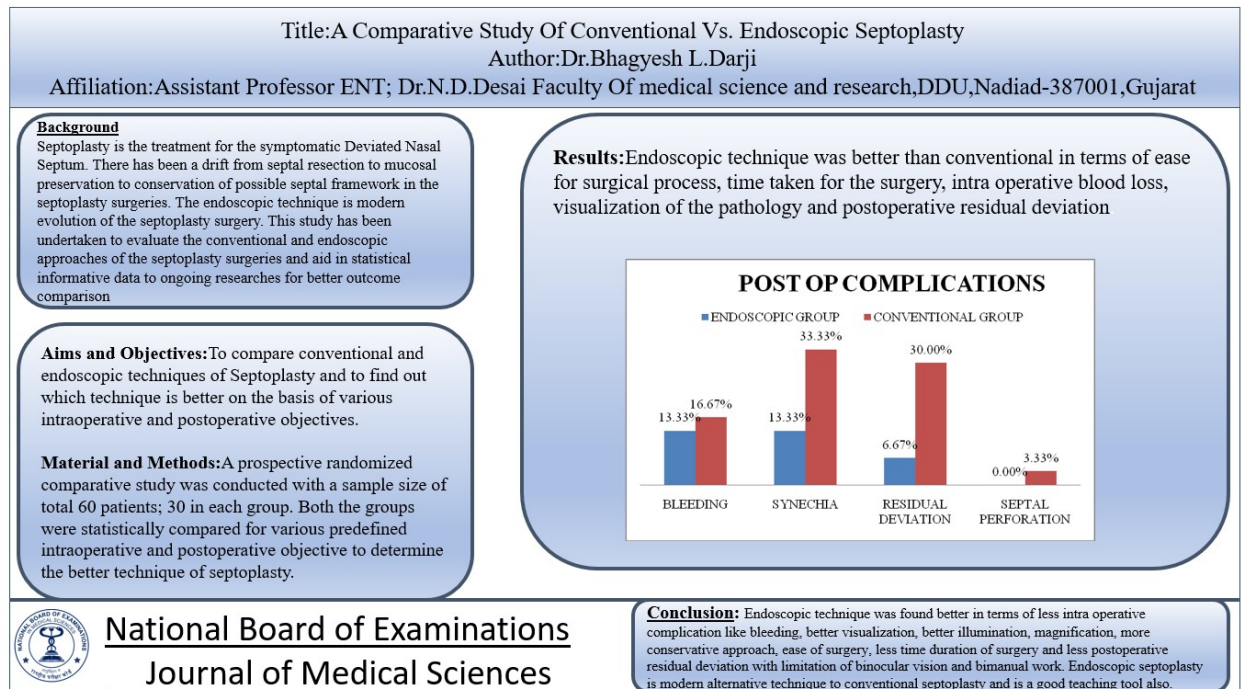 Title:A Comparative Study Of Conventional Vs. Endoscopic Septoplasty
Author:Dr.Bhagyesh L.Darji
Affiliation:Assistant Professor ENT; Dr.N.D.Desai Faculty Of medical science and research,DDU,Nadiad-387001,Gujarat
Background
Septoplasty is the treatment for the symptomatic Deviated Nasal
Septum. There has been a drift from septal resection to mucosal
preservation to conservation of possible septal framework in the
septoplasty surgeries. The endoscopic technique is modern
evolution of the septoplasty surgery. This study has been
undertaken to evaluate the conventional and endoscopic
approaches of the septoplasty surgeries and aid in statistical
informative data to ongoing researches for better outcome
comparison
Aims and Objectives:To compare conventional and
endoscopic techniques of Septoplasty and to find out
which technique is better on the basis of various
intraoperative and postoperative objectives.
Material and Methods:A prospective randomized
comparative study was conducted with a sample size of
total 60 patients; 30 in each group. Both the groups
were statistically compared for various predefined
intraoperative and postoperative objective to determine
the better technique of septoplasty.
Results:Endoscopic technique was better than conventional in terms of ease
for surgical process, time taken for the surgery, intra operative blood loss,
visualization of the pathology and postoperative residual deviation
POST OP COMPLICATIONS
ENDOSCOPIC GROUP CONVENTIONAL GROUP
33.33%
30.00%
16.67%
13.33% 13.33%
6.67%
3.33%
0.00%
BLEEDING SYNECHIA RESIDUAL DEVIATION SEPTAL PERFORATION
NATIONAL BOARD OF EXAMINATIONS
IN MEDICAL SCIENCES
National Board of Examinations
Journal of Medical Sciences
Conclusion: Endoscopic technique was found better in terms of less intra operative
complication like bleeding, better visualization, better illumination, magnification, more
conservative approach, ease of surgery, less time duration of surgery and less postoperative
residual deviation with limitation of binocular vision and bimanual work. Endoscopic septoplasty
is modern alternative technique to conventional septoplasty and is a good teaching tool also.